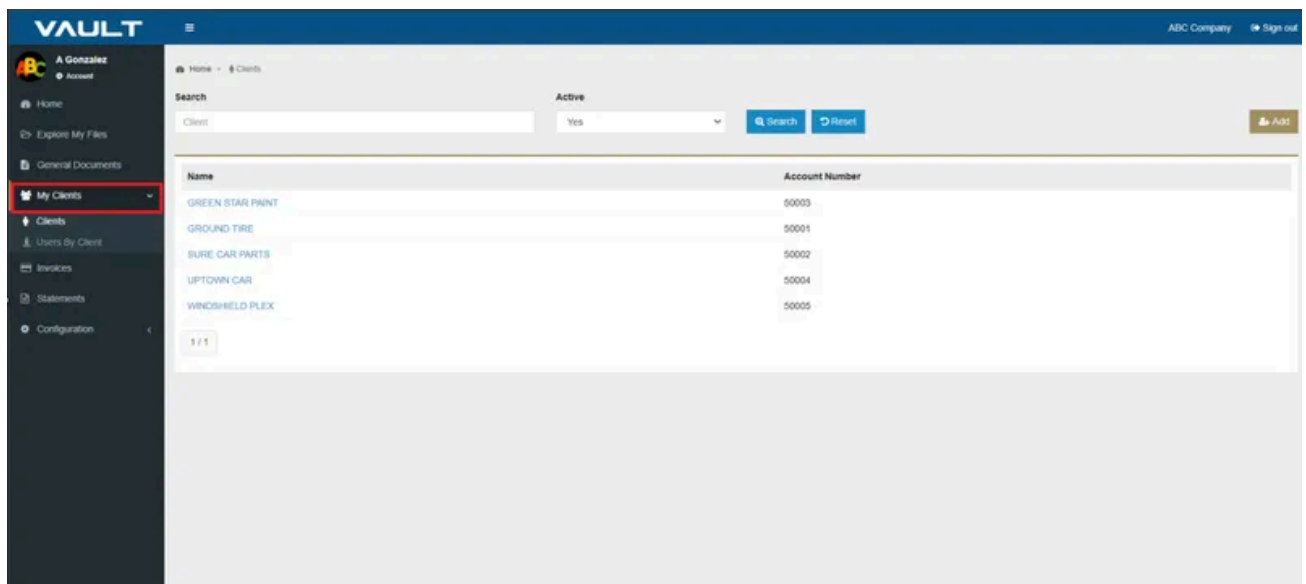 VAULT
ABC Company Sign out
ABC
A Gonzalez
Account
Home
Explore My Files
General Documents
My Clients
Clients
Users By Client
Invoices
Statements
Configuration
Home - Clients
Search Active
Client Yes Search Reset Add
Name Account Number
GREEN STAR PAINT 50003
GROUND TIRE 50001
SURE CAR PARTS 50002
UPTOWN CAR 50004
WINDSHIELD PLEX 50005
1 / 1